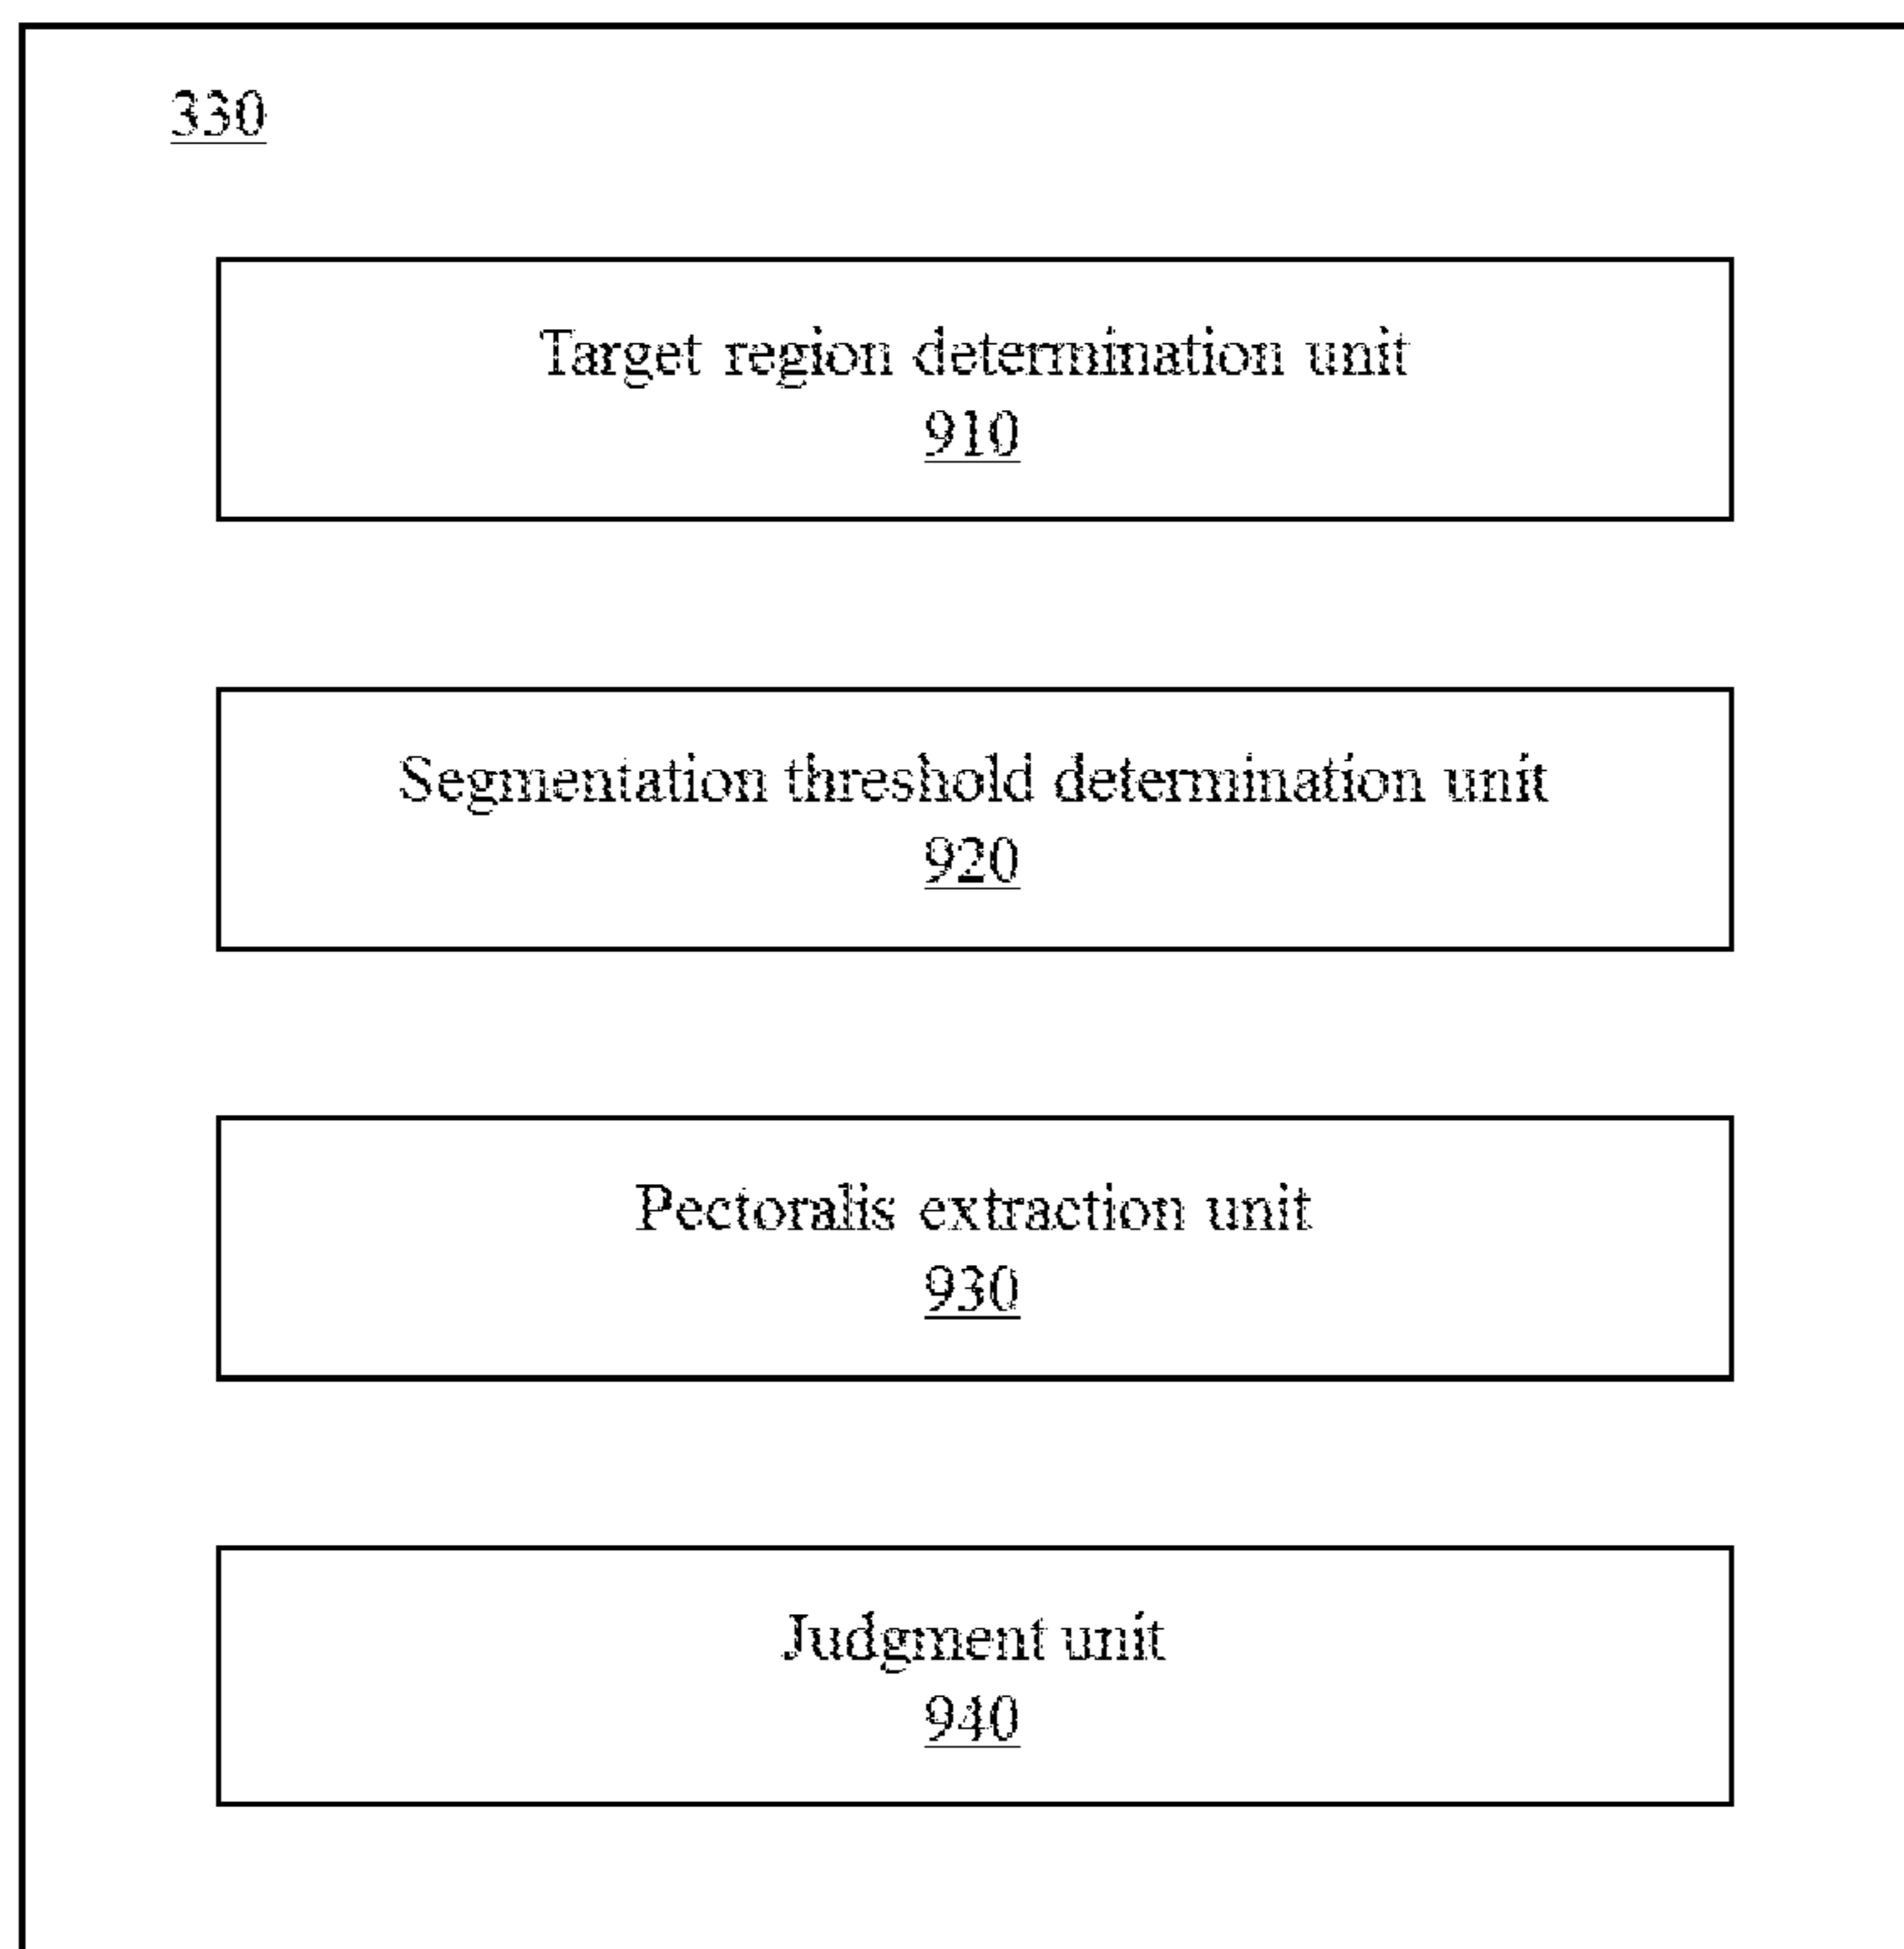 330
Target region determination unit
910
Segmentation threshold determination unit
920
Pectoralis extraction unit
930
Judgment unit
940